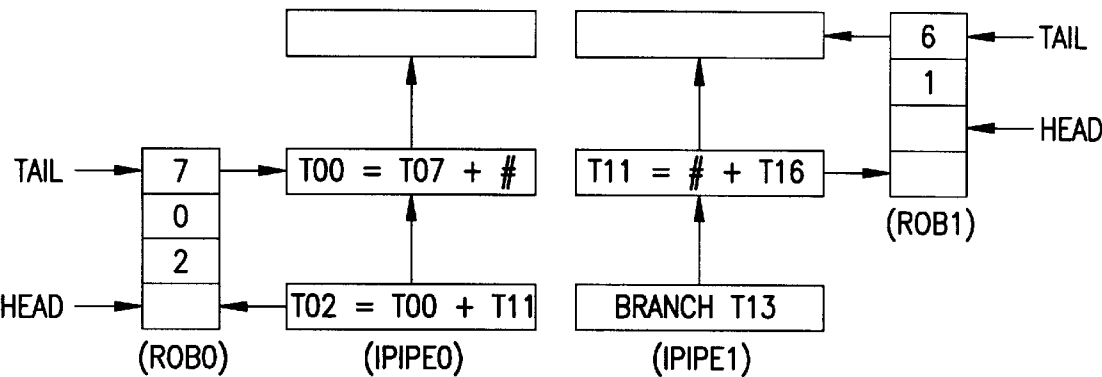 6 TAIL
1
HEAD
TAIL 7 T00 = T07 + # T11 = # + T16
0 (ROB1)
2
HEAD T02 = T00 + T11 BRANCH T13
(ROB0) (IPIPE0) (IPIPE1)